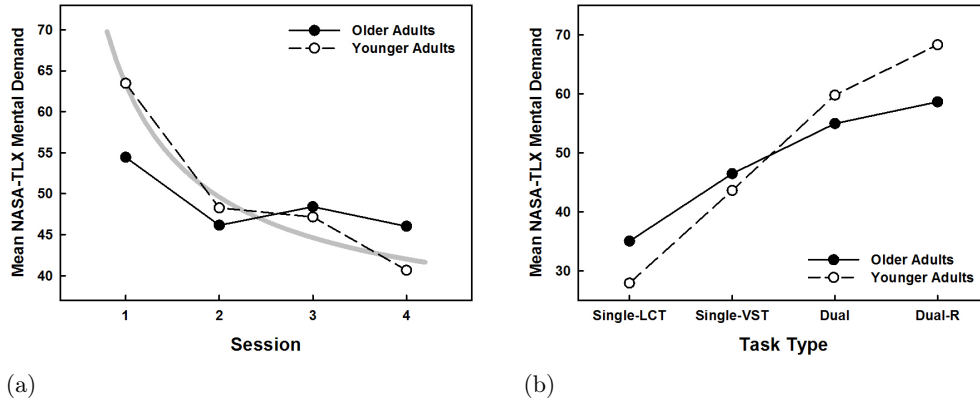 Mean NASA-TLX Mental Demand
70
65
60
55
50
45
40
Older Adults
Younger Adults
1 2 3 4
Session
(a)
Mean NASA-TLX Mental Demand
70
60
50
40
30
Older Adults
Younger Adults
Single-LCT Single-VST Dual Dual-R
Task Type
(b)